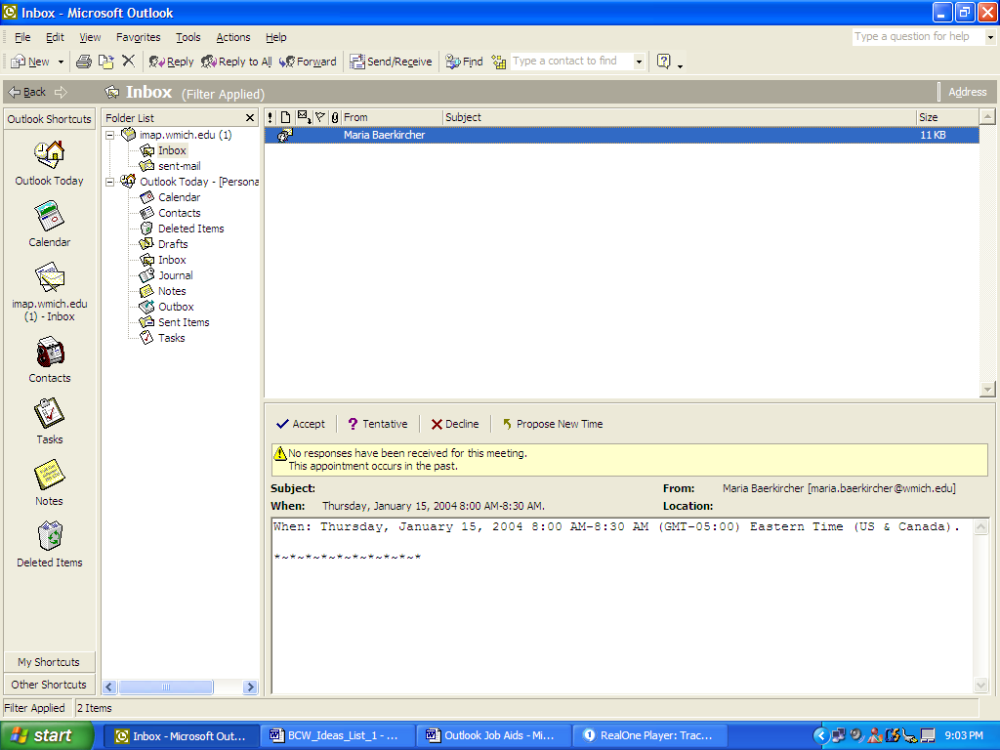 Inbox - Microsoft Outlook
File Edit View Favorites Tools Actions Help Type a question for help
New Reply Reply to All Forward Send/Receive Find Type a contact to find
Back Inbox (Filter Applied) Address
Outlook Shortcuts
Outlook Today
Calendar
imap.wmich.edu
(1) - Inbox
Contacts
Tasks
Notes
Deleted Items
My Shortcuts
Other Shortcuts
Folder List
imap.wmich.edu (1)
Inbox
sent-mail
Outlook Today - [Persona
Calendar
Contacts
Deleted Items
Drafts
Inbox
Journal
Notes
Outbox
Sent Items
Tasks
From Subject Size
Maria Baerkircher 11 KB
Accept Tentative Decline Propose New Time
No responses have been received for this meeting.
This appointment occurs in the past.
Subject: From: Maria Baerkircher [maria.baerkircher@wmich.edu]
When: Thursday, January 15, 2004 8:00 AM-8:30 AM. Location:
When: Thursday, January 15, 2004 8:00 AM-8:30 AM (GMT-05:00) Eastern Time (US & Canada).
*~*~*~*~*~*~*~*~*~*
Filter Applied 2 Items
start Inbox - Microsoft Out... BCW_Ideas_List_1 - ... Outlook Job Aids - Mi... RealOne Player: Trac... 9:03 PM